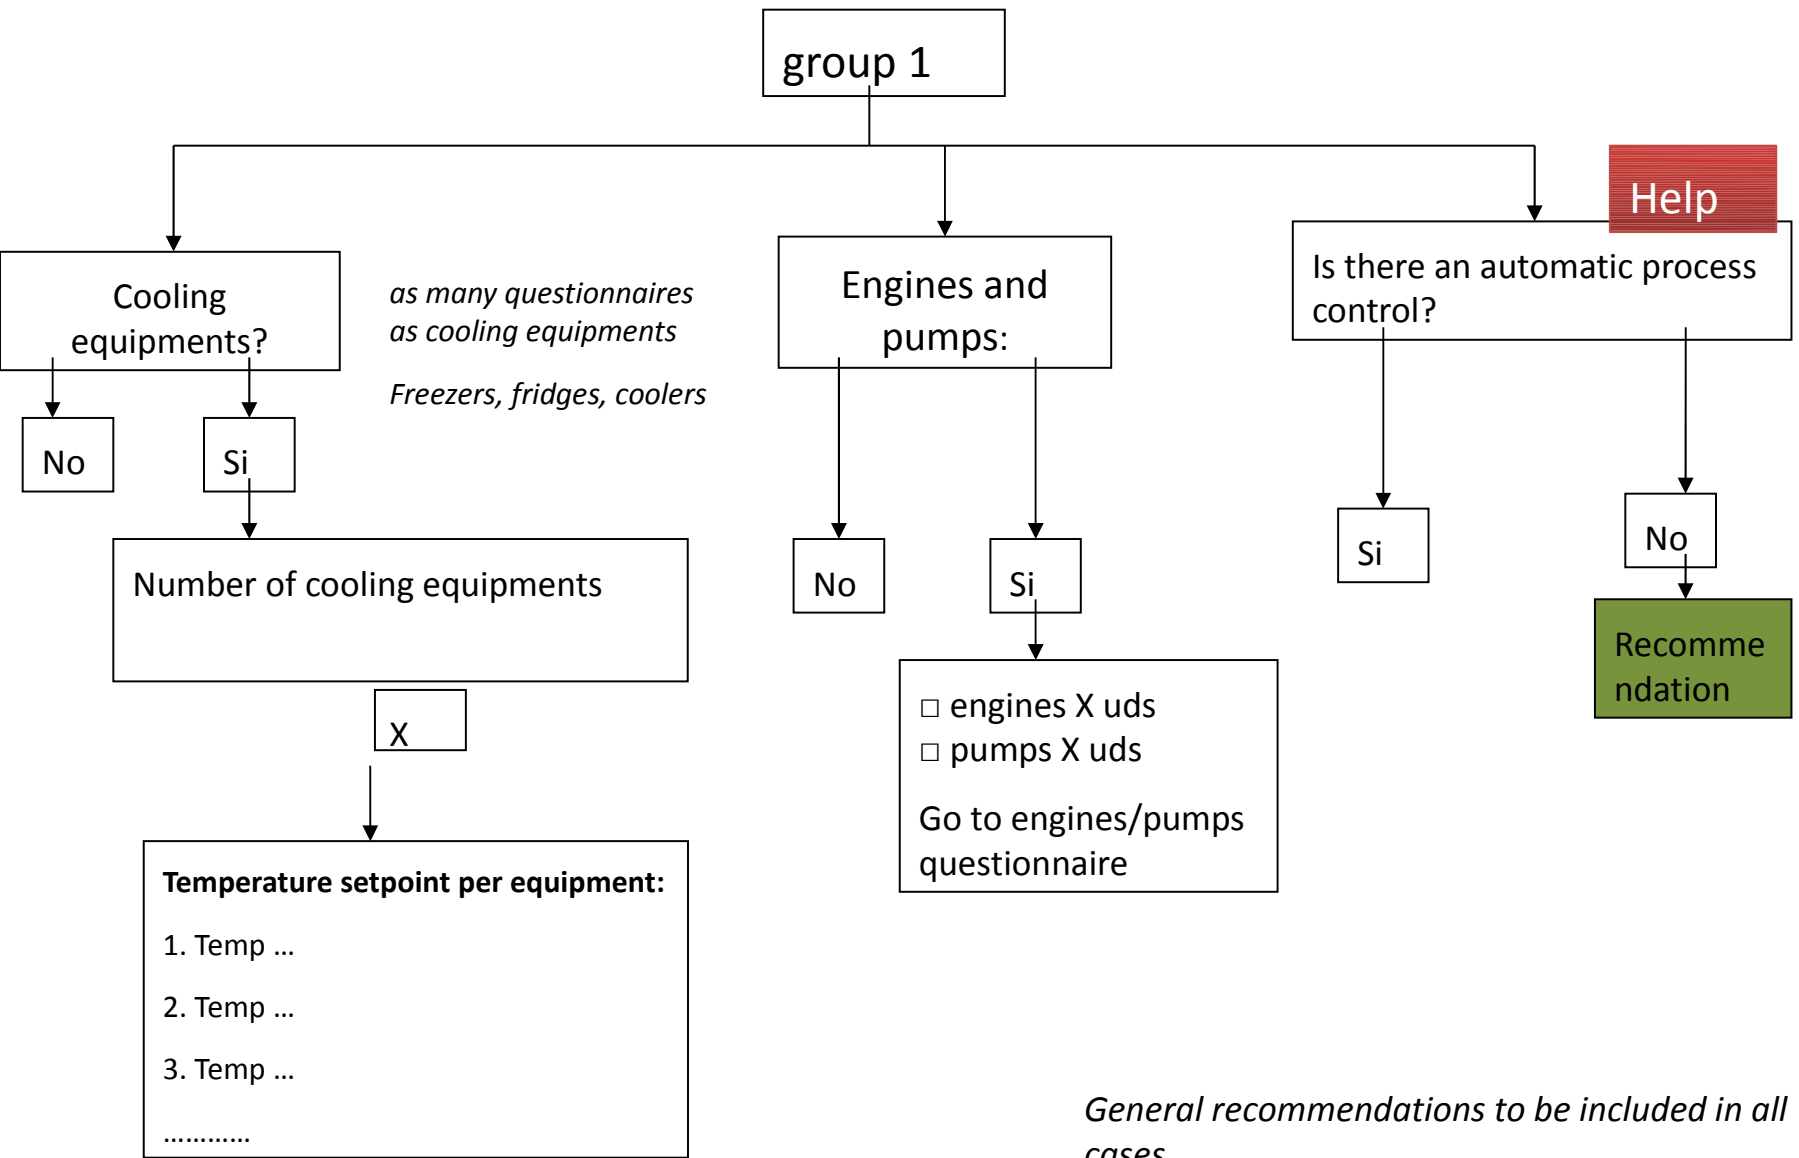 group 1
Help
Cooling
equipments?
as many questionnaires
as cooling equipments
Freezers, fridges, coolers
Engines and
pumps:
Is there an automatic process
control?
No
Si
No
Si
Si
No
Number of cooling equipments
X
Recomme
ndation
□ engines X uds
□ pumps X uds
Go to engines/pumps
questionnaire
Temperature setpoint per equipment:
1. Temp ...
2. Temp ...
3. Temp ...
............
General recommendations to be included in all
cases